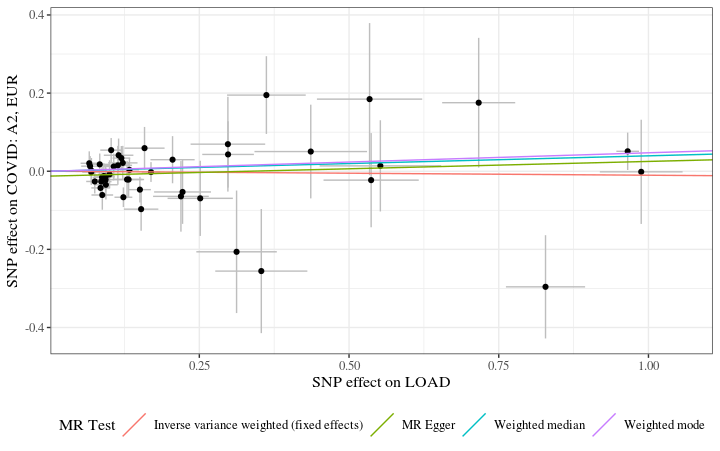 0.4
0.2
0.0
-0.2
-0.4
SNP effect on COVID: A2, EUR
0.25
0.50
0.75
1.00
SNP effect on LOAD
MR Test
Inverse variance weighted (fixed effects)
MR Egger
Weighted median
Weighted mode